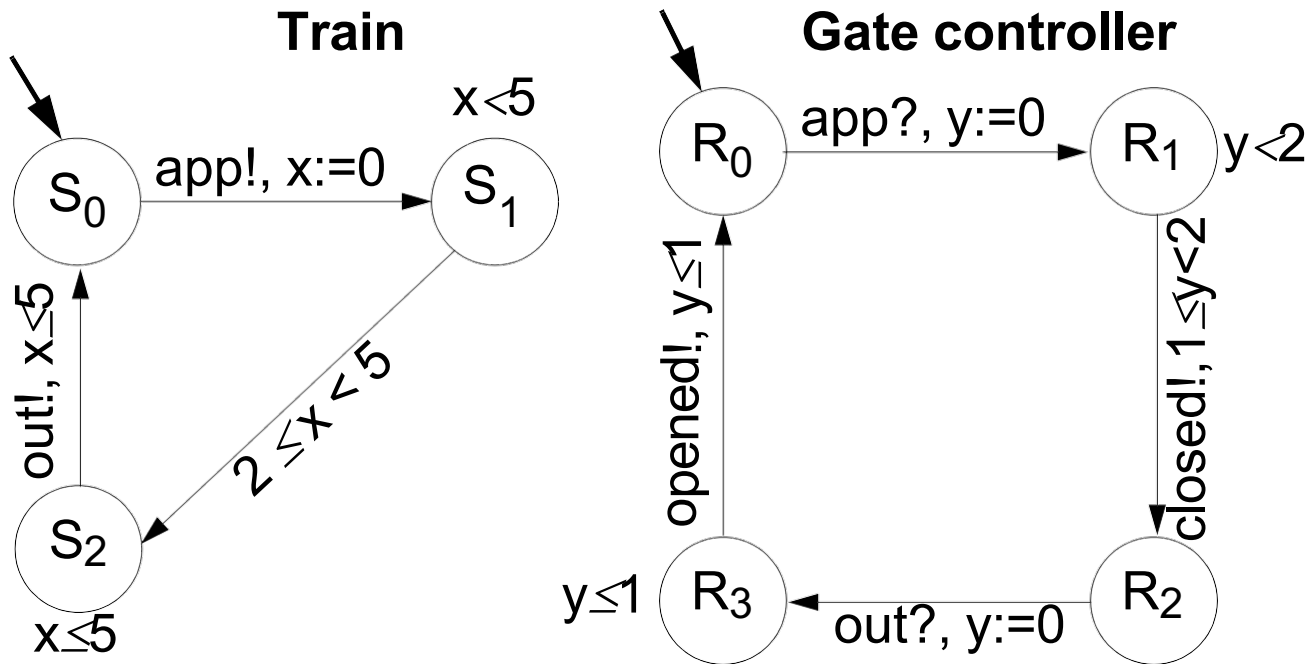 Train
Gate controller
x<5
S0
app!, x:=0
S1
out!, x≤5
2 ≤x < 5
S2
x≤5
R0
app?, y:=0
R1
y<2
opened!, y≤1
closed!,1≤y<2
y≤1
R3
out?, y:=0
R2